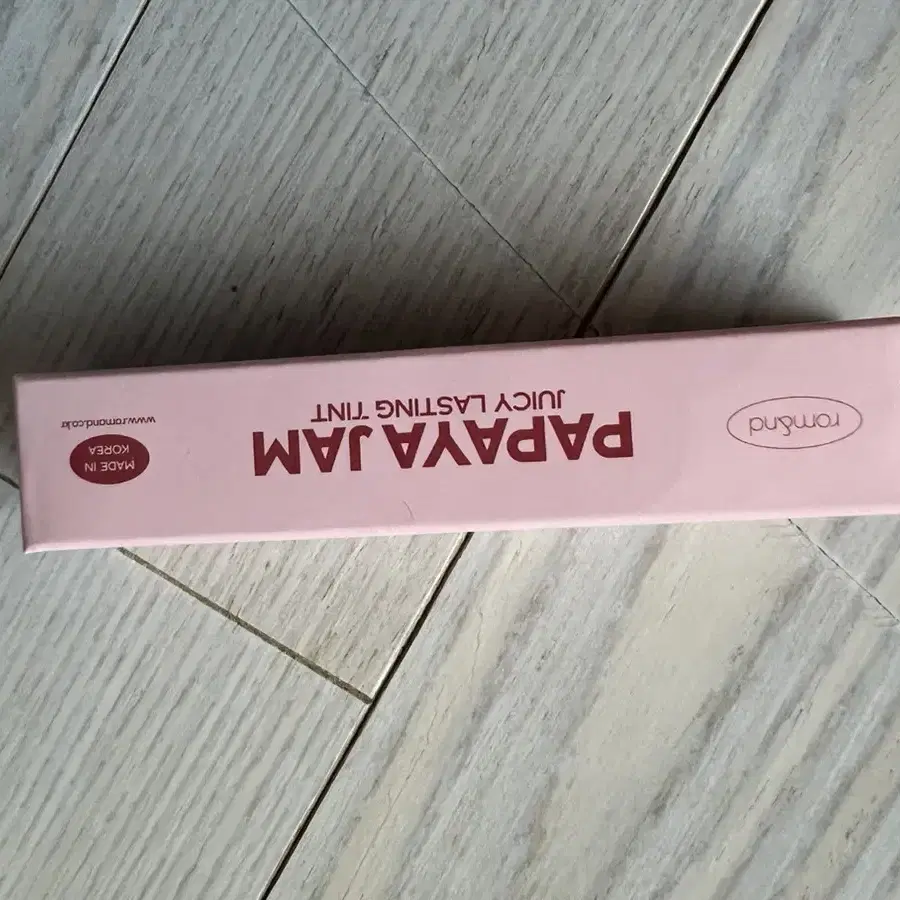 rom&nd
PAPAYA JAM
JUICY LASTING TINT
MADE IN
KOREA
www.romand.co.kr